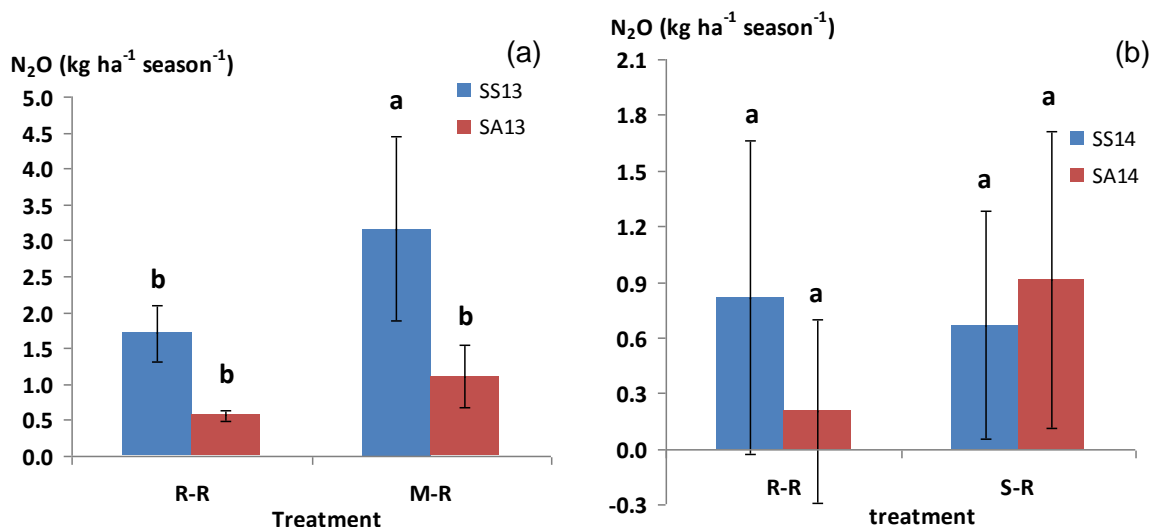 N₂O (kg ha⁻¹ season⁻¹)
(a)
SS13
SA13
5.0
4.5
4.0
3.5
3.0
2.5
2.0
1.5
1.0
0.5
0.0
b
b
a
b
R-R
M-R
Treatment
N₂O (kg ha⁻¹ season⁻¹)
(b)
SS14
SA14
2.1
1.8
1.5
1.2
0.9
0.6
0.3
0.0
-0.3
a
a
a
a
R-R
S-R
treatment